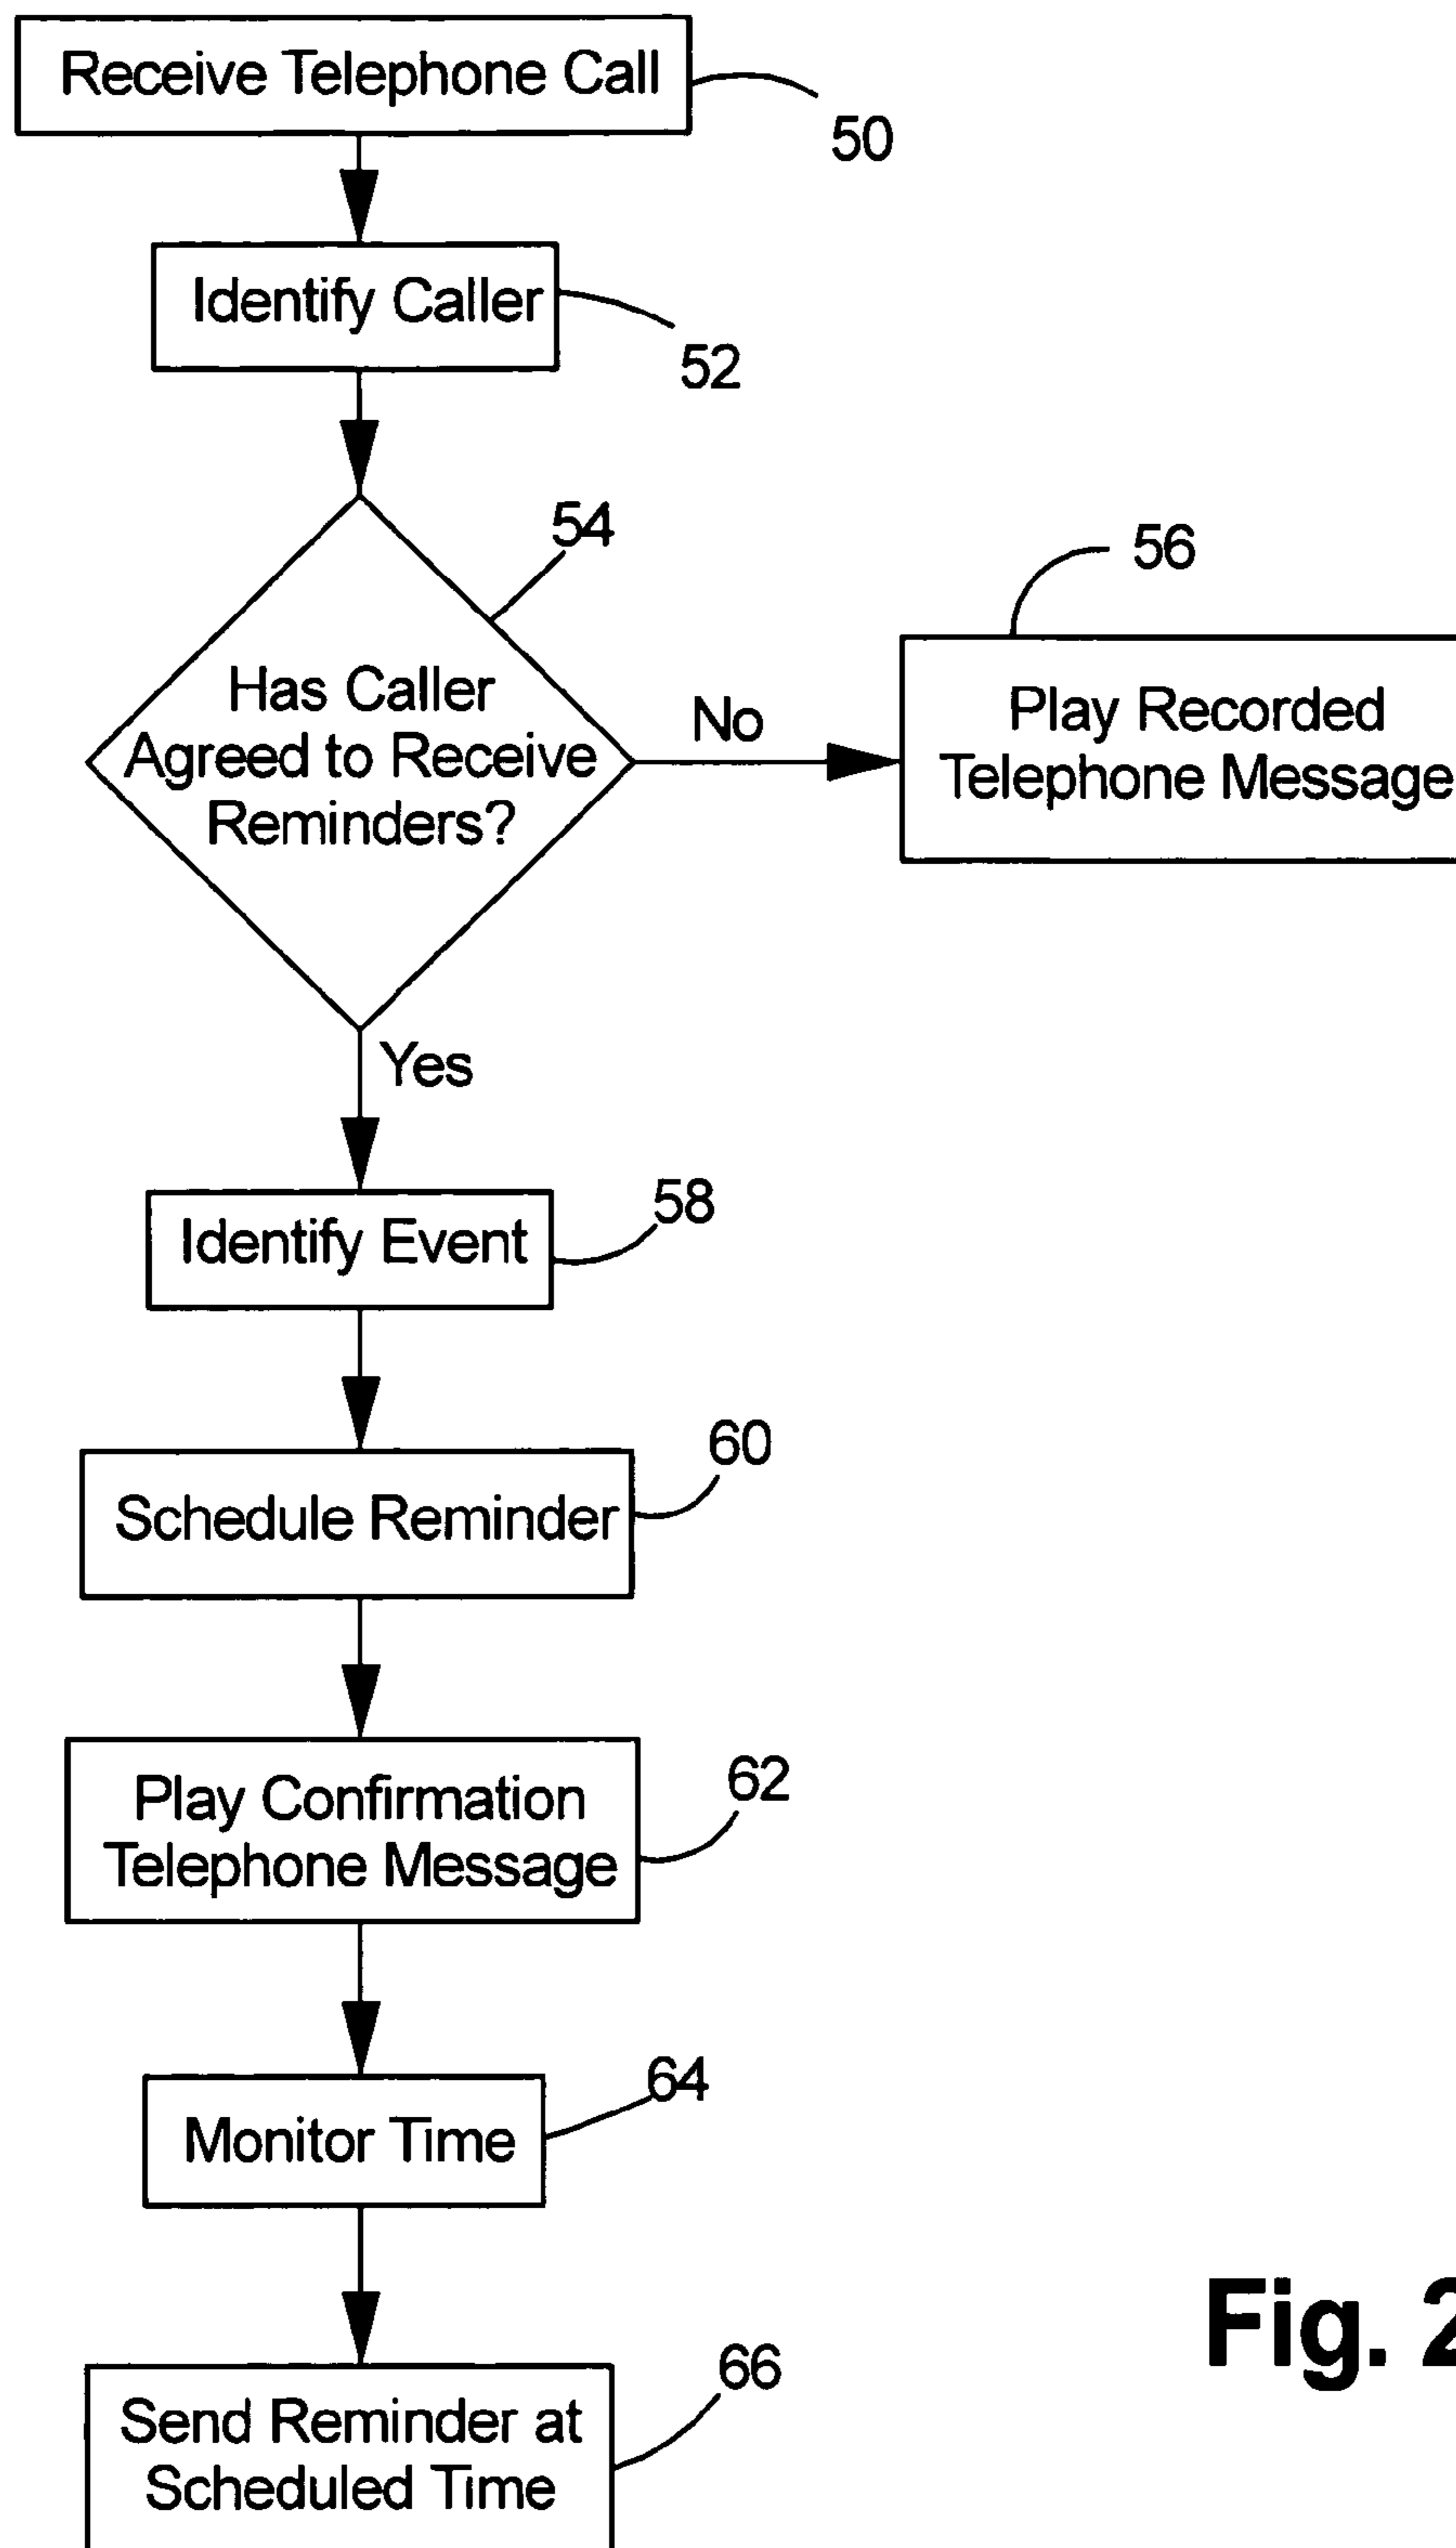 Receive Telephone Call
50
Identify Caller
52
54
Has Caller
Agreed to Receive
Reminders?
No
56
Play Recorded
Telephone Message
Yes
Identify Event
58
Schedule Reminder
60
Play Confirmation
Telephone Message
62
Monitor Time
64
Send Reminder at
Scheduled Time
66
Fig. 2